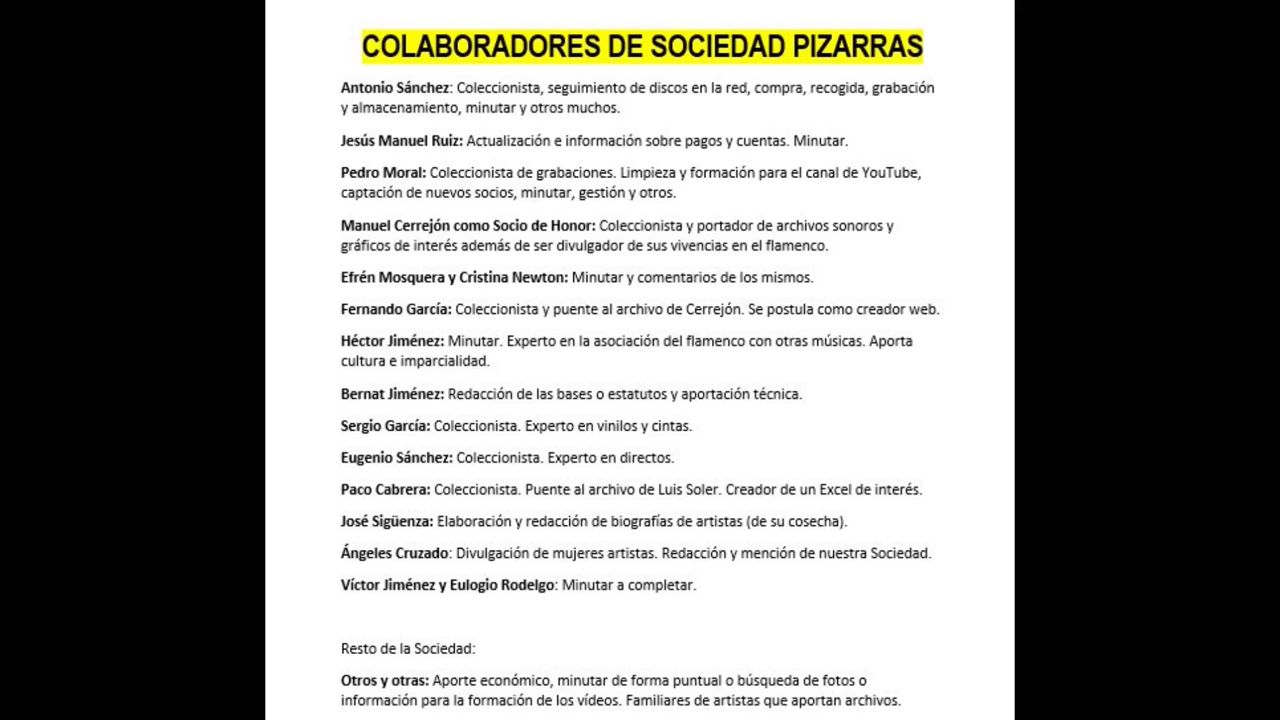 COLABORADORES DE SOCIEDAD PIZARRAS
Antonio Sánchez: Coleccionista, seguimiento de discos en la red, compra, recogida, grabación
y almacenamiento, minutar y otros muchos.
Jesús Manuel Ruiz: Actualización e información sobre pagos y cuentas. Minutar.
Pedro Moral: Coleccionista de grabaciones. Limpieza y formación para el canal de YouTube,
captación de nuevos socios, minutar, gestión y otros.
Manuel Cerrejón como Socio de Honor: Coleccionista y portador de archivos sonoros y
gráficos de interés además de ser divulgador de sus vivencias en el flamenco.
Efrén Mosquera y Cristina Newton: Minutar y comentarios de los mismos.
Fernando García: Coleccionista y puente al archivo de Cerrejón. Se postula como creador web.
Héctor Jiménez: Minutar. Experto en la asociación del flamenco con otras músicas. Aporta
cultura e imparcialidad.
Bernat Jiménez: Redacción de las bases o estatutos y aportación técnica.
Sergio García: Coleccionista. Experto en vinilos y cintas.
Eugenio Sánchez: Coleccionista. Experto en directos.
Paco Cabrera: Coleccionista. Puente al archivo de Luis Soler. Creador de un Excel de interés.
José Sigüenza: Elaboración y redacción de biografías de artistas (de su cosecha).
Ángeles Cruzado: Divulgación de mujeres artistas. Redacción y mención de nuestra Sociedad.
Víctor Jiménez y Eulogio Rodelgo: Minutar a completar.
Resto de la Sociedad:
Otros y otras: Aporte económico, minutar de forma puntual o búsqueda de fotos o
información para la formación de los vídeos. Familiares de artistas que aportan archivos.